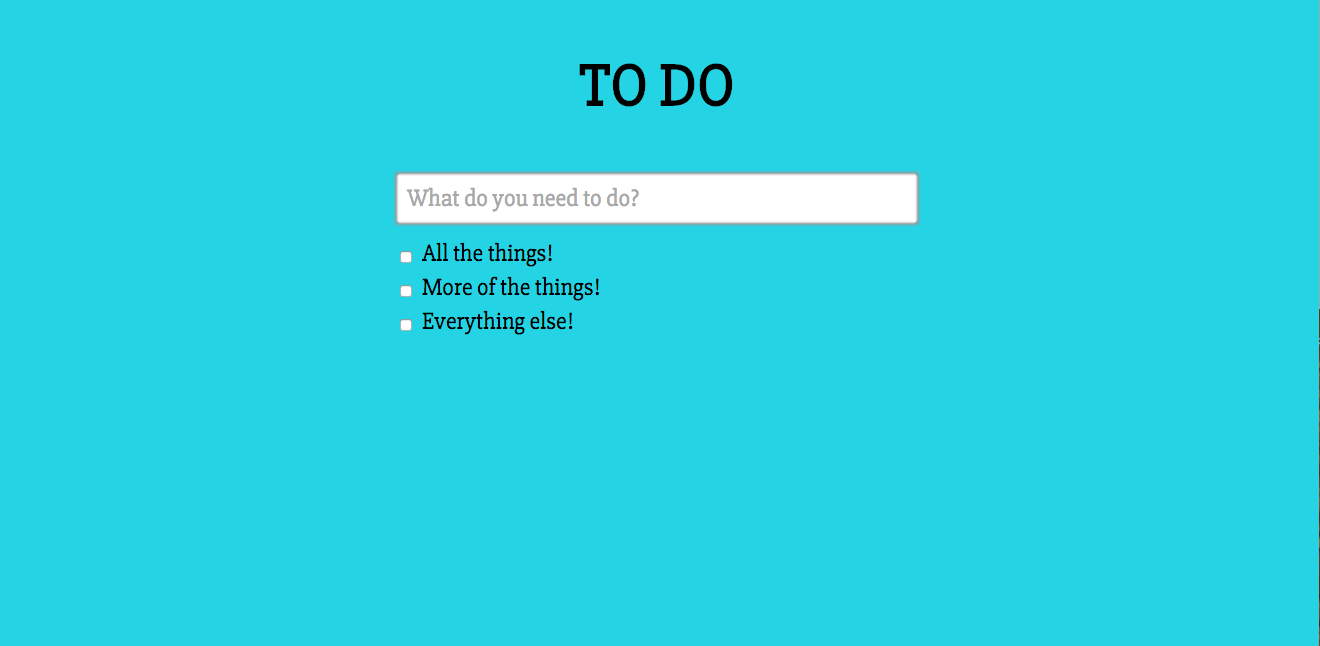 TO DO
What do you need to do?
All the things!
More of the things!
Everything else!